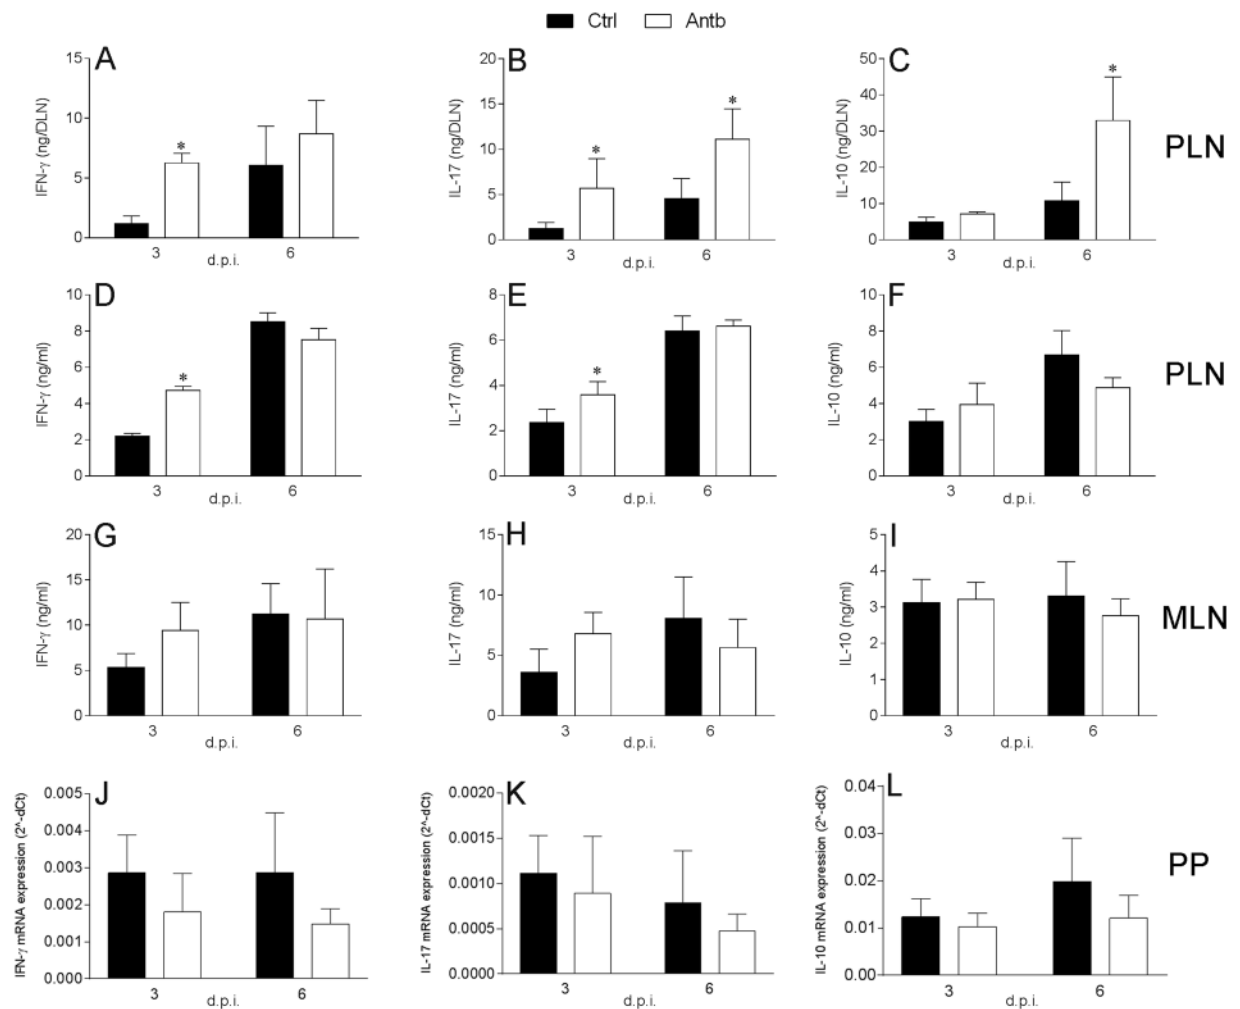 Ctrl Antb
A
IFN-γ (ng/DLN)
15
10
5
0
3 6
d.p.i.
B
IL-17 (ng/DLN)
20
15
10
5
0
3 6
d.p.i.
C
IL-10 (ng/DLN)
50
40
30
20
10
0
3 6
d.p.i.
PLN
*
*
*
*
D
IFN-γ (ng/ml)
10
8
6
4
2
0
3 6
d.p.i.
E
IL-17 (ng/ml)
8
6
4
2
0
3 6
d.p.i.
F
IL-10 (ng/ml)
10
8
6
4
2
0
3 6
d.p.i.
PLN
*
*
G
IFN-γ (ng/ml)
20
15
10
5
0
3 6
d.p.i.
H
IL-17 (ng/ml)
15
10
5
0
3 6
d.p.i.
I
IL-10 (ng/ml)
5
4
3
2
1
0
3 6
d.p.i.
MLN
J
IFN-γ mRNA expression (2^-dCt)
0.005
0.004
0.003
0.002
0.001
0.000
3 6
d.p.i.
K
IL-17 mRNA expression (2^-dCt)
0.0020
0.0015
0.0010
0.0005
0.0000
3 6
d.p.i.
L
IL-10 mRNA expression (2^-dCt)
0.04
0.03
0.02
0.01
0.00
3 6
d.p.i.
PP